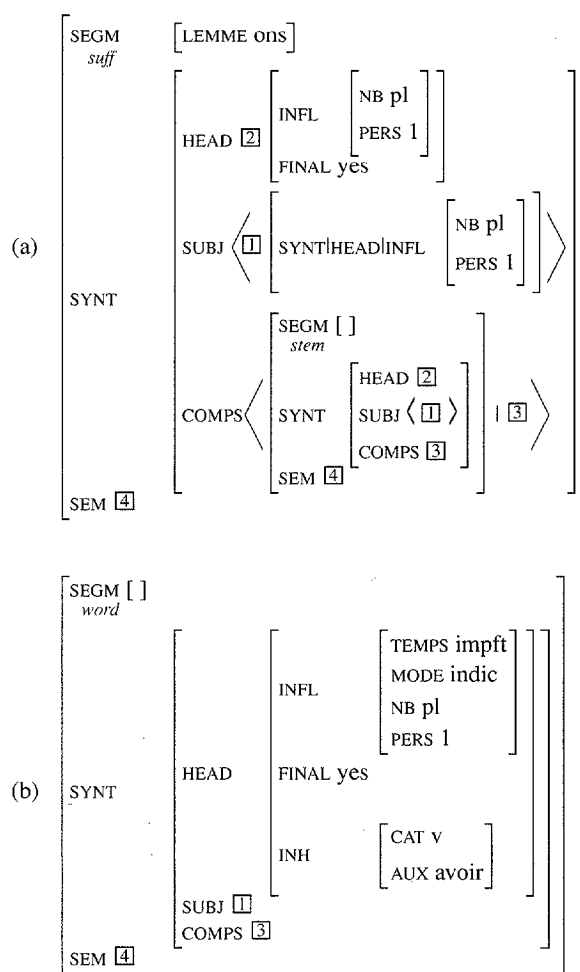 SEGM [LEMME ons]
suff
NB pl
INFL
PERS 1
HEAD 2
FINAL yes
NB pl
(a) SUBJ 1 SYNT|HEAD|INFL
PERS 1
SYNT
SEGM [ ]
stem
HEAD 2
COMPS SYNT SUBJ 〈 1 〉 | 3
COMPS 3
SEM 4
SEM 4
SEGM [ ]
word
TEMPS impft
MODE indic
INFL
NB pl
PERS 1
(b) SYNT HEAD FINAL yes
CAT v
INH
AUX avoir
SUBJ 1
COMPS 3
SEM 4